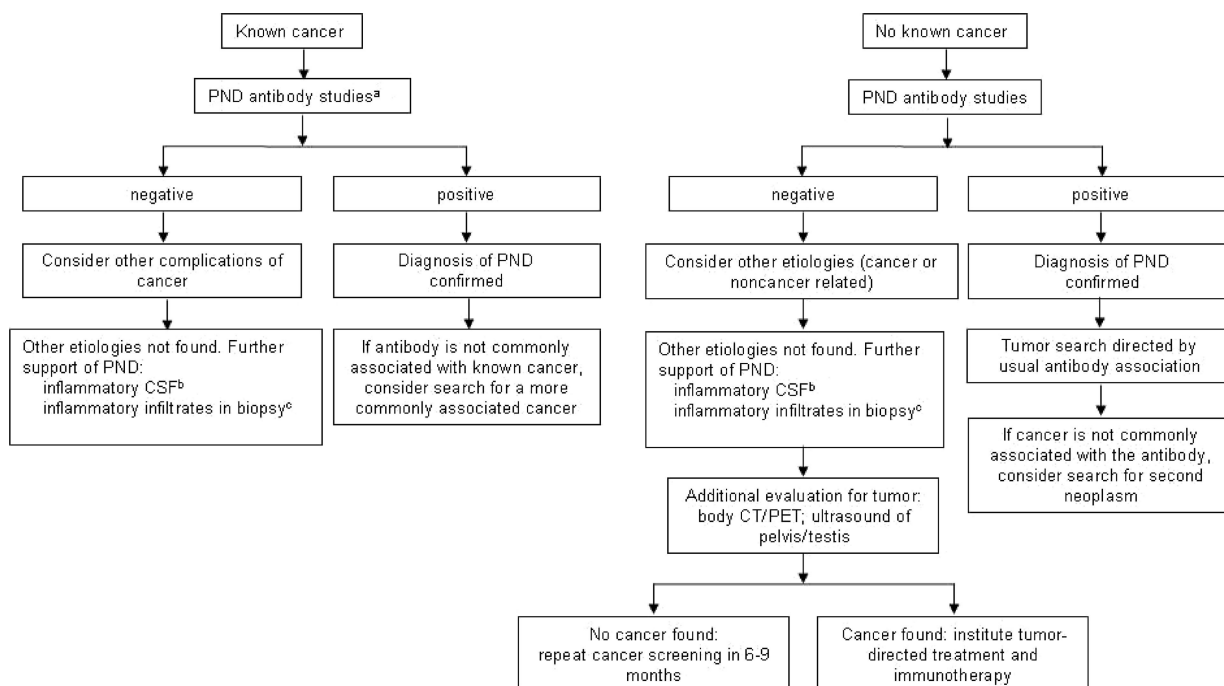 Known cancer
PND antibody studiesᵃ
negative
positive
Consider other complications of
cancer
Diagnosis of PND
confirmed
Other etiologies not found. Further
support of PND:
inflammatory CSFᵇ
inflammatory infiltrates in biopsyᶜ
If antibody is not commonly
associated with known cancer,
consider search for a more
commonly associated cancer
No known cancer
PND antibody studies
negative
positive
Consider other etiologies (cancer or
noncancer related)
Diagnosis of PND
confirmed
Other etiologies not found. Further
support of PND:
inflammatory CSFᵇ
inflammatory infiltrates in biopsyᶜ
Tumor search directed by
usual antibody association
If cancer is not commonly
associated with the antibody,
consider search for second
neoplasm
Additional evaluation for tumor:
body CT/PET; ultrasound of
pelvis/testis
No cancer found:
repeat cancer screening in 6-9
months
Cancer found: institute tumor-
directed treatment and
immunotherapy